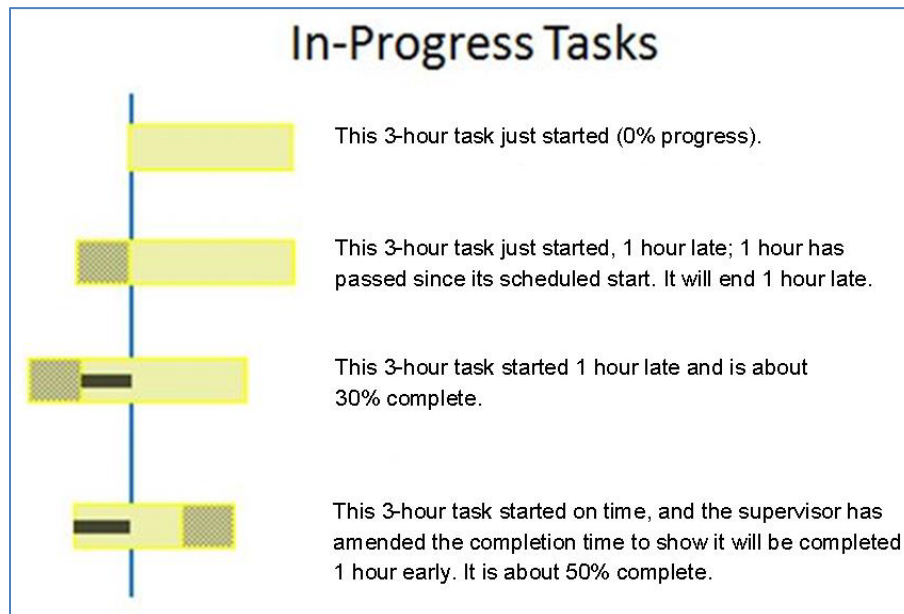 In-Progress Tasks
This 3-hour task just started (0% progress).
This 3-hour task just started, 1 hour late; 1 hour has
passed since its scheduled start. It will end 1 hour late.
This 3-hour task started 1 hour late and is about
30% complete.
This 3-hour task started on time, and the supervisor has
amended the completion time to show it will be completed
1 hour early. It is about 50% complete.